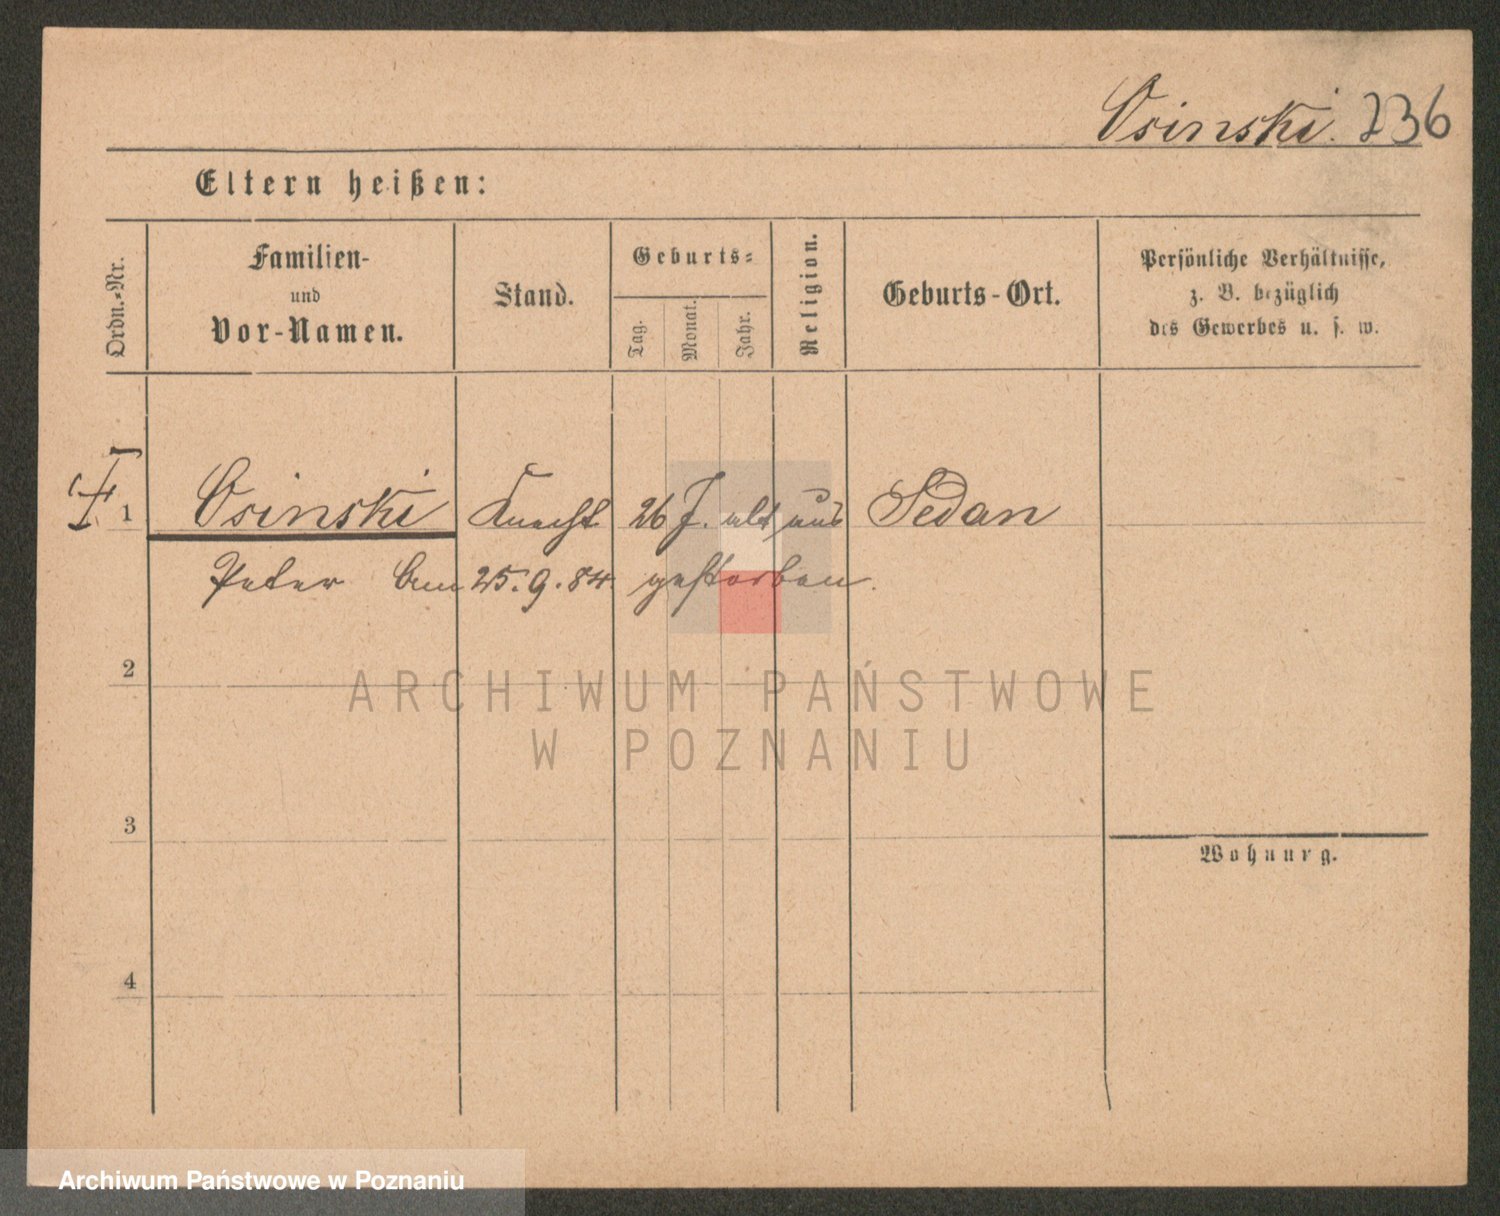 Osinski. 236
Eltern heißen:
Ordn.-Nr.
Familien-
und
Vor-Namen.
Stand.
Geburts-
Tag.
Monat.
Jahr.
Religion.
Geburts-Ort.
Persönliche Verhältnisse,
z. B. bezüglich
des Gewerbes u. s. w.
1 Osinski Knecht 26 J. alt aus Sedan
Peter Am 25.9.84. gestorben.
2
3
4
Wohnung.
ARCHIWUM PAŃSTWOWE
W POZNANIU
Archiwum Państwowe w Poznaniu